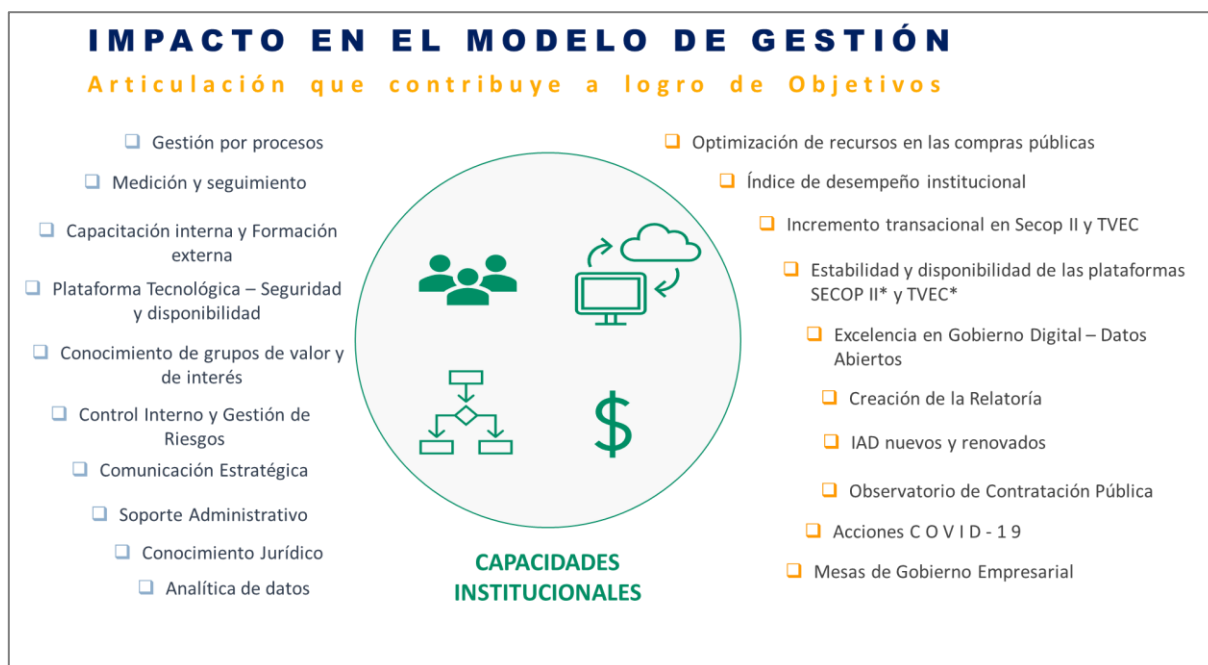 IMPACTO EN EL MODELO DE GESTIÓN
Articulación que contribuye a logro de Objetivos
Gestión por procesos
Medición y seguimiento
Capacitación interna y Formación
externa
Plataforma Tecnológica – Seguridad
y disponibilidad
Conocimiento de grupos de valor y
de interés
Control Interno y Gestión de
Riesgos
Comunicación Estratégica
Soporte Administrativo
Conocimiento Jurídico
Analítica de datos
$
CAPACIDADES
INSTITUCIONALES
Optimización de recursos en las compras públicas
Índice de desempeño institucional
Incremento transacional en Secop II y TVEC
Estabilidad y disponibilidad de las plataformas
SECOP II* y TVEC*
Excelencia en Gobierno Digital – Datos
Abiertos
Creación de la Relatoría
IAD nuevos y renovados
Observatorio de Contratación Pública
Acciones C O V I D - 1 9
Mesas de Gobierno Empresarial